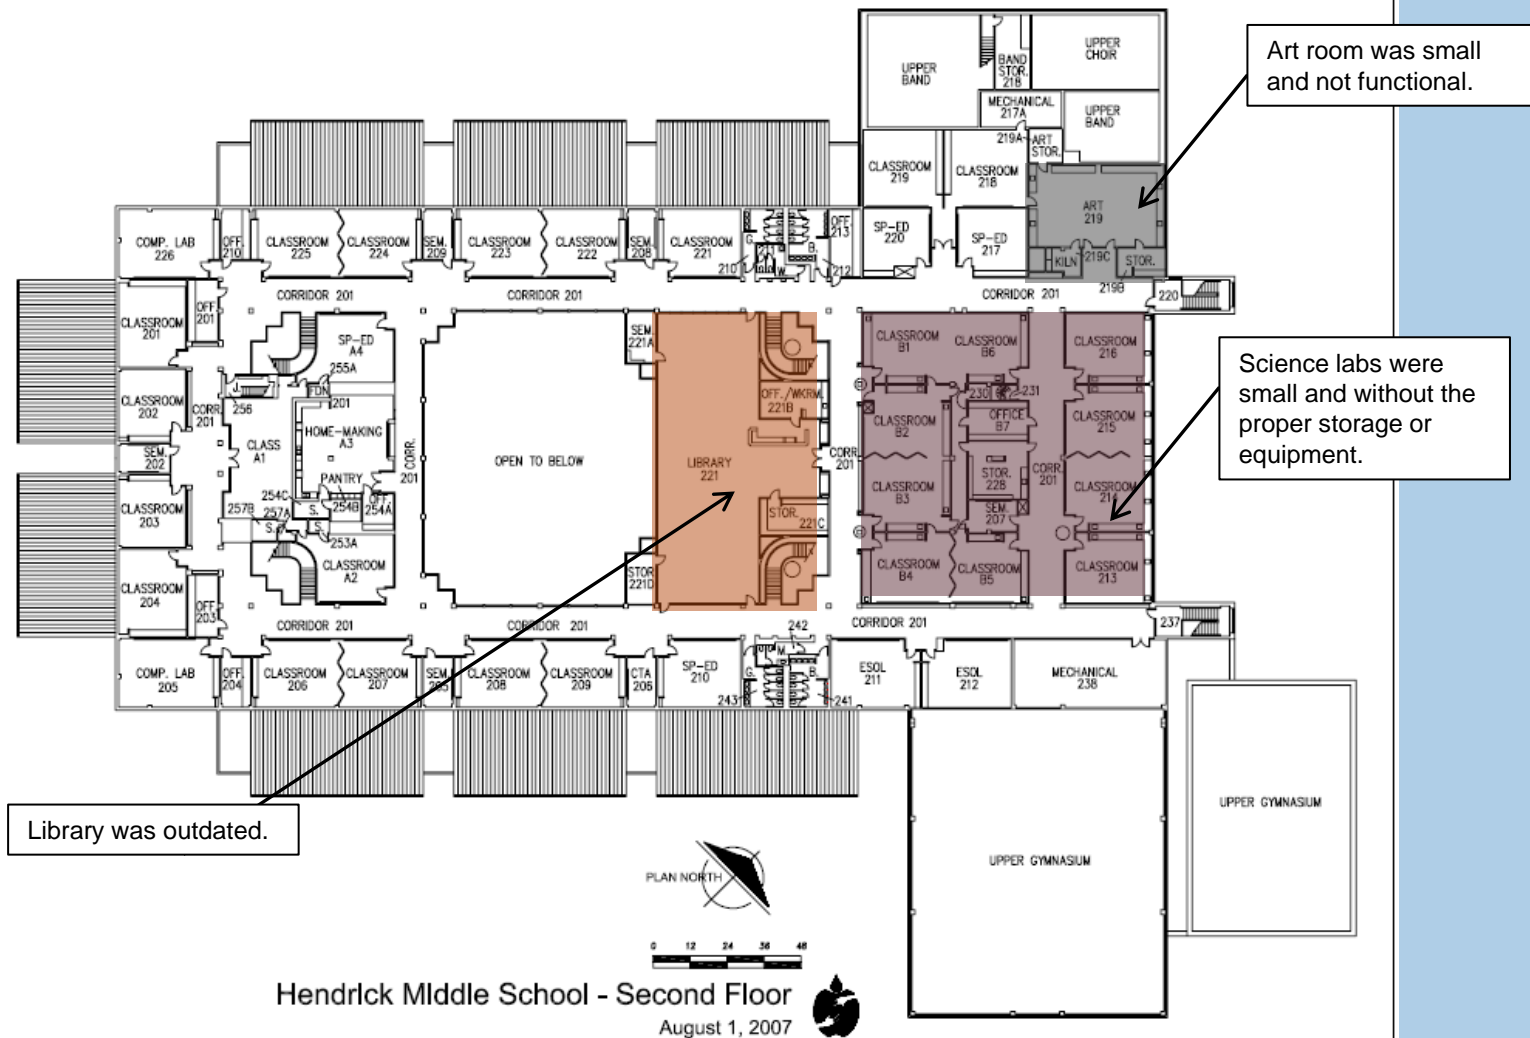 UPPER
BAND
BAND
STOR.
218
UPPER
CHOIR
MECHANICAL
217A
UPPER
BAND
219A
ART
STOR.
CLASSROOM
219
CLASSROOM
218
ART
219
SP-ED
220
SP-ED
217
KILN
219C
STOR.
219B
Art room was small
and not functional.
COMP. LAB
226
OFF.
210
CLASSROOM
225
CLASSROOM
224
SEM.
209
CLASSROOM
223
CLASSROOM
222
SEM.
208
CLASSROOM
221
G.
211
W.
B.
OFF.
213
210
212
CORRIDOR 201
CORRIDOR 201
CORRIDOR 201
220
CLASSROOM
201
OFF.
201
SP-ED
A4
255A
J.
256
FDN.
201
CLASSROOM
202
CORR.
201
HOME-MAKING
A3
CLASS
A1
SEM.
202
PANTRY
254C
257B
257A
S.
S.
254B
OFF.
254A
253A
CLASSROOM
203
CLASSROOM
A2
CLASSROOM
204
OFF.
203
CORR.
201
OPEN TO BELOW
SEM.
221A
OFF./WKRM.
221B
LIBRARY
221
STOR.
221C
STOR.
221D
CORR.
201
CLASSROOM
B1
CLASSROOM
B6
CLASSROOM
216
230
231
OFFICE
B7
CLASSROOM
B2
CLASSROOM
215
STOR.
228
CORR.
201
CLASSROOM
B3
SEM.
207
CLASSROOM
214
CLASSROOM
B4
CLASSROOM
B5
CLASSROOM
213
Science labs were
small and without the
proper storage or
equipment.
CORRIDOR 201
CORRIDOR 201
242
CORRIDOR 201
237
COMP. LAB
205
OFF.
204
CLASSROOM
206
CLASSROOM
207
SEM.
205
CLASSROOM
208
CLASSROOM
209
CTA
206
SP-ED
210
G.
M.
B.
243
241
ESOL
211
ESOL
212
MECHANICAL
238
UPPER GYMNASIUM
UPPER GYMNASIUM
Library was outdated.
PLAN NORTH
0 12 24 36 48
Hendrick Middle School - Second Floor
August 1, 2007